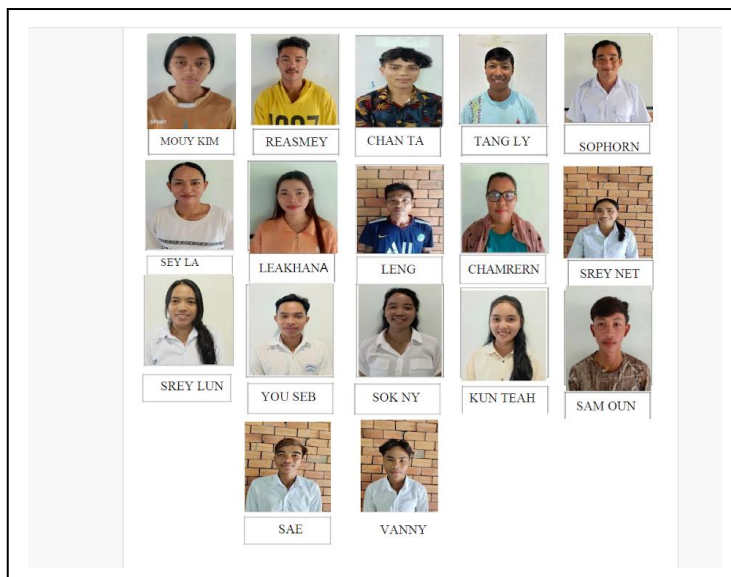 SPORT
MOUY KIM
REASMEY
CHAN TA
TANG LY
SOPHORN
SEY LA
LEAKHANA
LENG
CHAMRERN
SREY NET
SREY LUN
YOU SEB
SOK NY
KUN TEAH
SAM OUN
SAE
VANNY